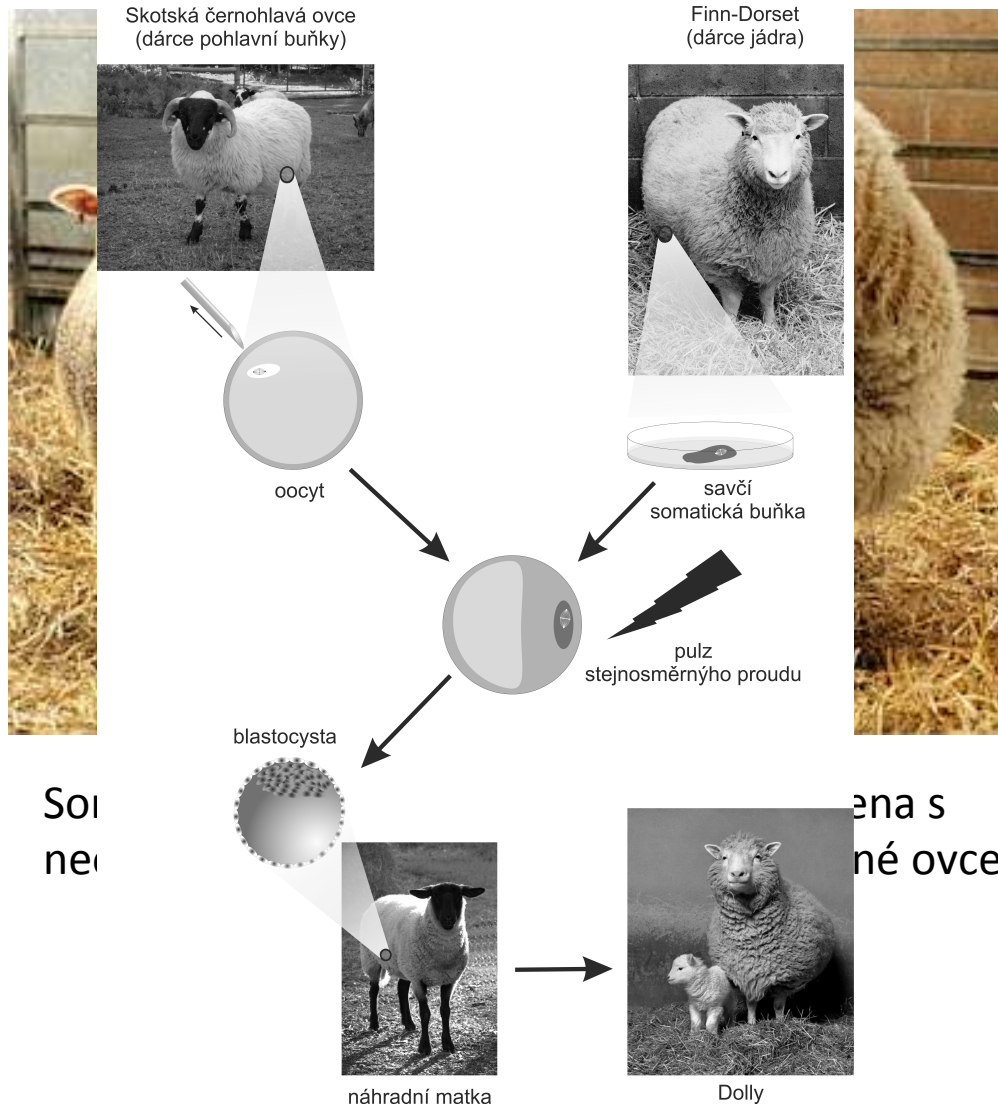 Skotská černohlavá ovce
(dárce pohlavní buňky)
Finn-Dorset
(dárce jádra)
oocyt
savčí
somatická buňka
pulz
stejnosměrnýho proudu
blastocysta
ena s
né ovce
náhradní matka
Dolly